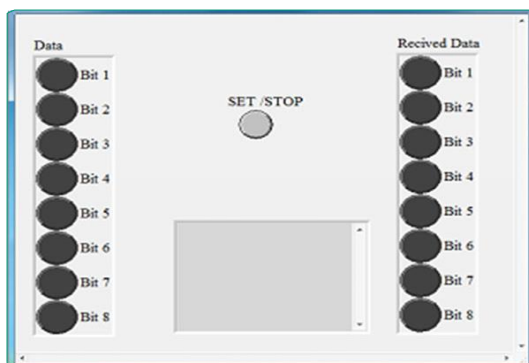 Data
Bit 1
Bit 2
Bit 3
Bit 4
Bit 5
Bit 6
Bit 7
Bit 8
SET /STOP
Recived Data
Bit 1
Bit 2
Bit 3
Bit 4
Bit 5
Bit 6
Bit 7
Bit 8